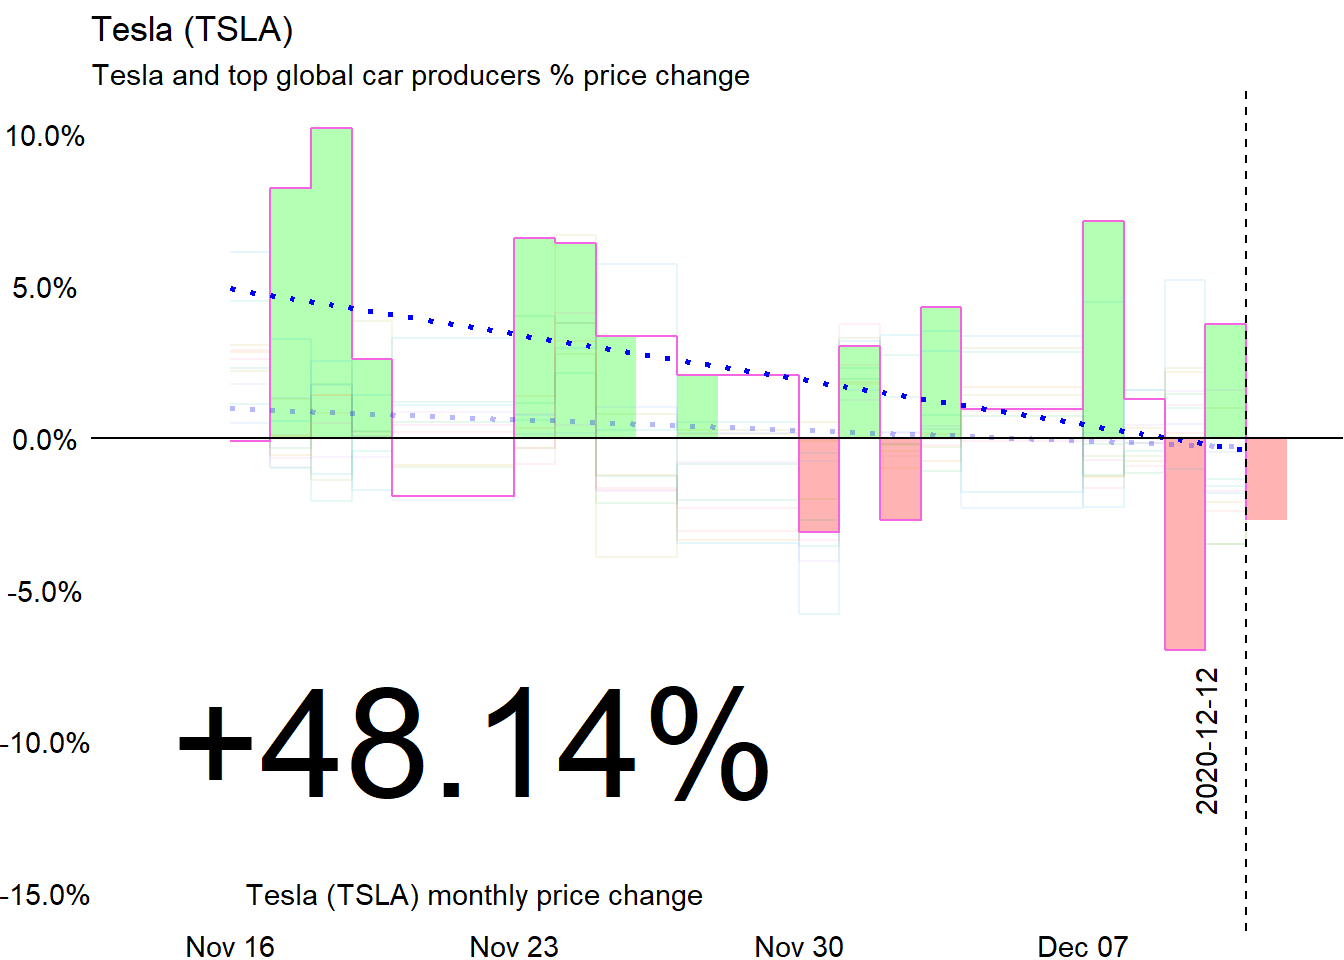 Tesla (TSLA)
Tesla and top global car producers % price change
10.0%
5.0%
0.0%
-5.0%
-10.0%
-15.0%
+48.14%
Tesla (TSLA) monthly price change
2020-12-12
Nov 16
Nov 23
Nov 30
Dec 07